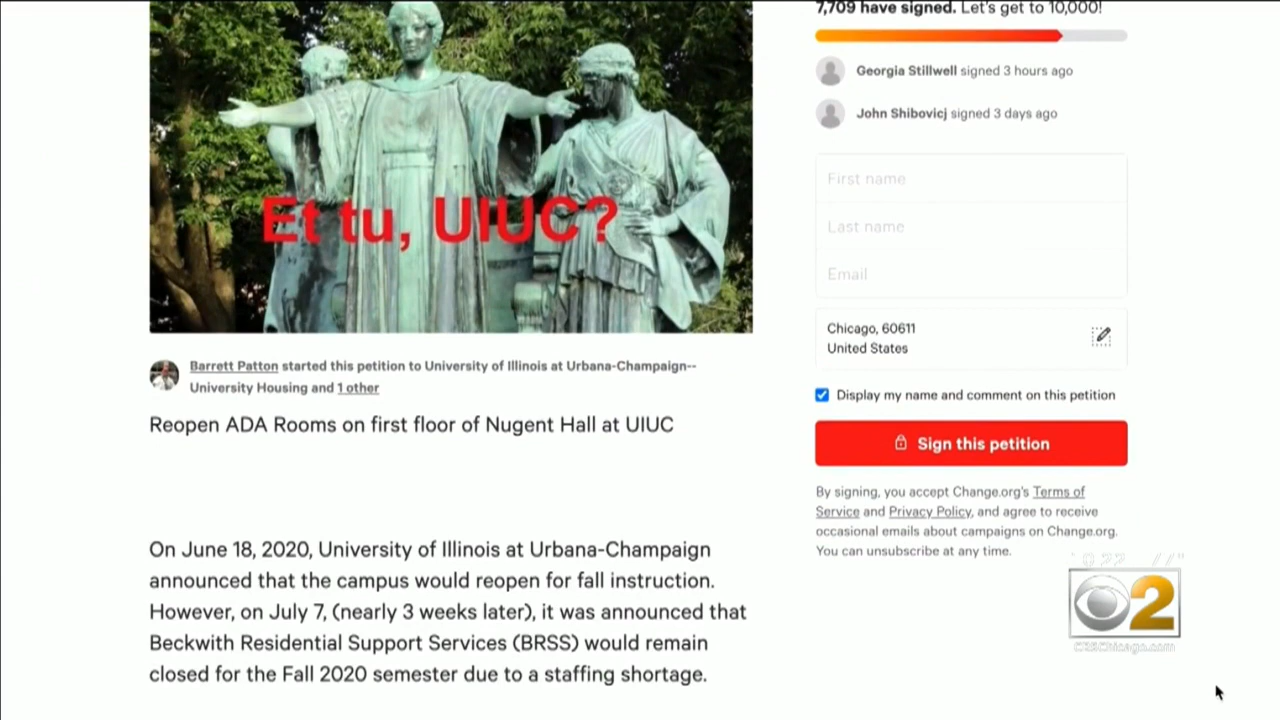 Et tu, UIUC?
Barrett Patton started this petition to University of Illinois at Urbana-Champaign--
University Housing and 1 other
Reopen ADA Rooms on first floor of Nugent Hall at UIUC
On June 18, 2020, University of Illinois at Urbana-Champaign
announced that the campus would reopen for fall instruction.
However, on July 7, (nearly 3 weeks later), it was announced that
Beckwith Residential Support Services (BRSS) would remain
closed for the Fall 2020 semester due to a staffing shortage.
7,709 have signed. Let's get to 10,000!
Georgia Stillwell signed 3 hours ago
John Shibovicj signed 3 days ago
First name
Last name
Email
Chicago, 60611
United States
Display my name and comment on this petition
Sign this petition
By signing, you accept Change.org's Terms of
Service and Privacy Policy, and agree to receive
occasional emails about campaigns on Change.org.
You can unsubscribe at any time.
2
CBSChicago.com